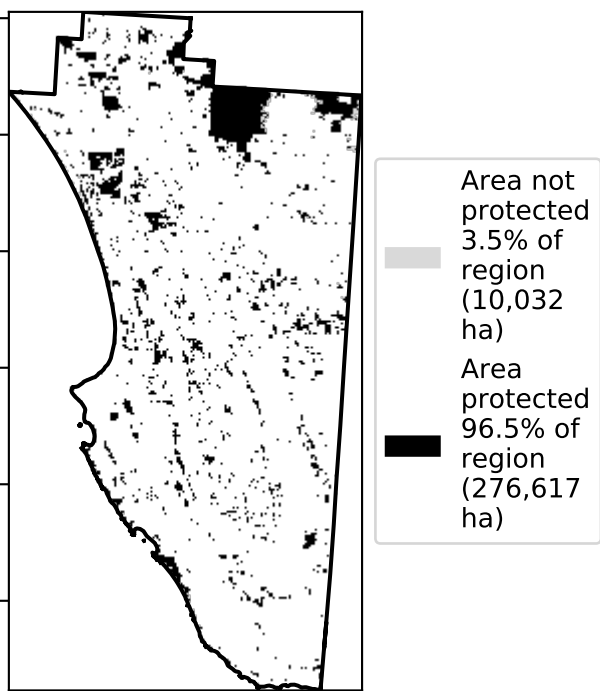 Area not
protected
3.5% of
region
(10,032
ha)
Area
protected
96.5% of
region
(276,617
ha)